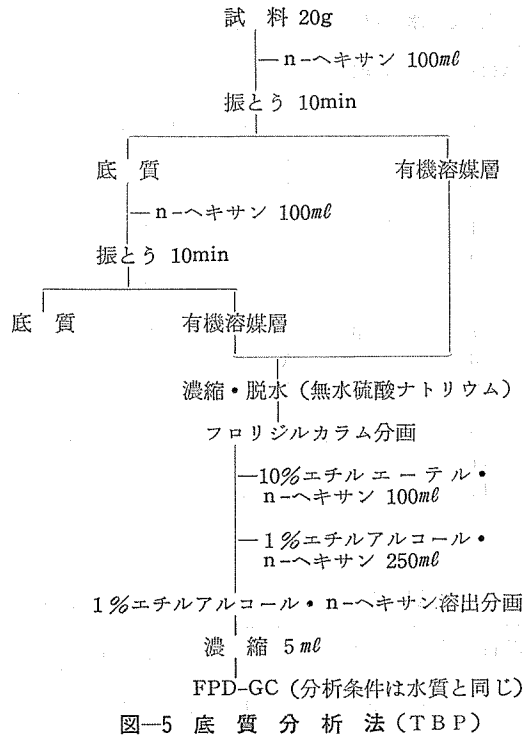 試 料 20g
n-ヘキサン 100mℓ
振とう 10min
底 質
有機溶媒層
n-ヘキサン 100mℓ
振とう 10min
底 質
有機溶媒層
濃縮・脱水（無水硫酸ナトリウム）
フロリジルカラム分画
10%エチルエーテル・
n-ヘキサン 100mℓ
1%エチルアルコール・
n-ヘキサン 250mℓ
1%エチルアルコール・n-ヘキサン溶出分画
濃 縮 5mℓ
FPD-GC（分析条件は水質と同じ）
図—5 底 質 分 析 法（TBP）